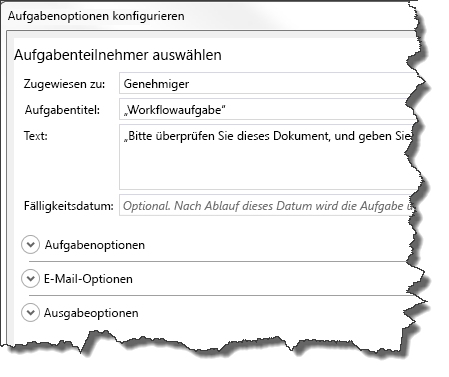 Aufgabenoptionen konfigurieren
Aufgabenteilnehmer auswählen
Zugewiesen zu: Genehmiger
Aufgabentitel: „Workflowaufgabe“
Text: „Bitte überprüfen Sie dieses Dokument, und geben Sie
Fälligkeitsdatum: Optional. Nach Ablauf dieses Datum wird die Aufgabe
Aufgabenoptionen
E-Mail-Optionen
Ausgabeoptionen